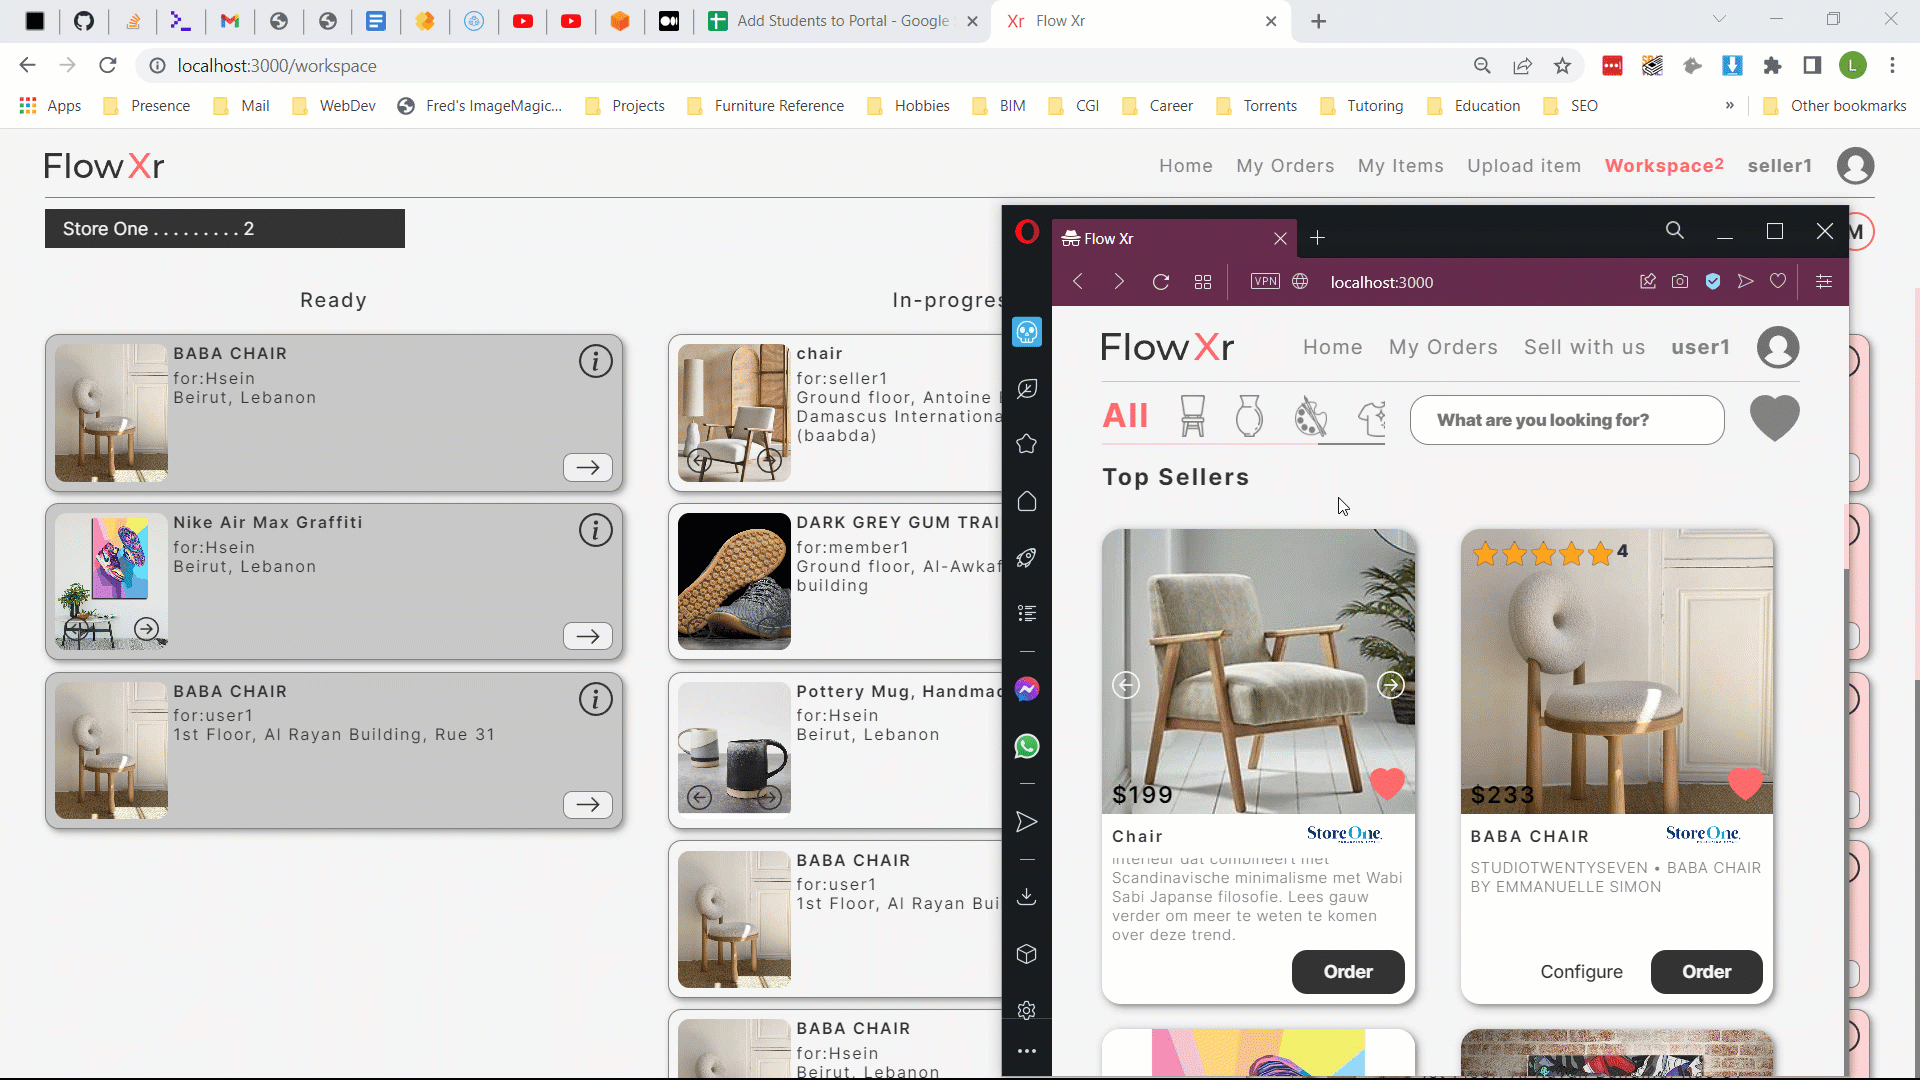 Add Students to Portal - Google
Xr Flow Xr
localhost:3000/workspace
L
Apps Presence Mail WebDev Fred's ImageMagic... Projects Furniture Reference Hobbies BIM CGI Career Torrents Tutoring Education SEO » Other bookmarks
FlowXr
Home My Orders My Items Upload item Workspace2 seller1
Store One . . . . . . . . . 2
M
Ready
In-progres
BABA CHAIR
for:Hsein
Beirut, Lebanon
Nike Air Max Graffiti
for:Hsein
Beirut, Lebanon
BABA CHAIR
for:user1
1st Floor, Al Rayan Building, Rue 31
chair
for:seller1
Ground floor, Antoine
Damascus Internationa
(baabda)
DARK GREY GUM TRAI
for:member1
Ground floor, Al-Awkaf
building
Pottery Mug, Handmad
for:Hsein
Beirut, Lebanon
BABA CHAIR
for:user1
1st Floor, Al Rayan Bui
BABA CHAIR
for:Hsein
Beirut, Lebanon
Flow Xr
VPN localhost:3000
FlowXr
Home My Orders Sell with us user1
All
What are you looking for?
Top Sellers
$199
Chair
StoreOne.
interieur dat combineert met
Scandinavische minimalisme met Wabi
Sabi Japanse filosofie. Lees gauw
verder om meer te weten te komen
over deze trend.
Order
4
$233
BABA CHAIR
StoreOne.
STUDIOTWENTYSEVEN • BABA CHAIR
BY EMMANUELLE SIMON
Configure
Order